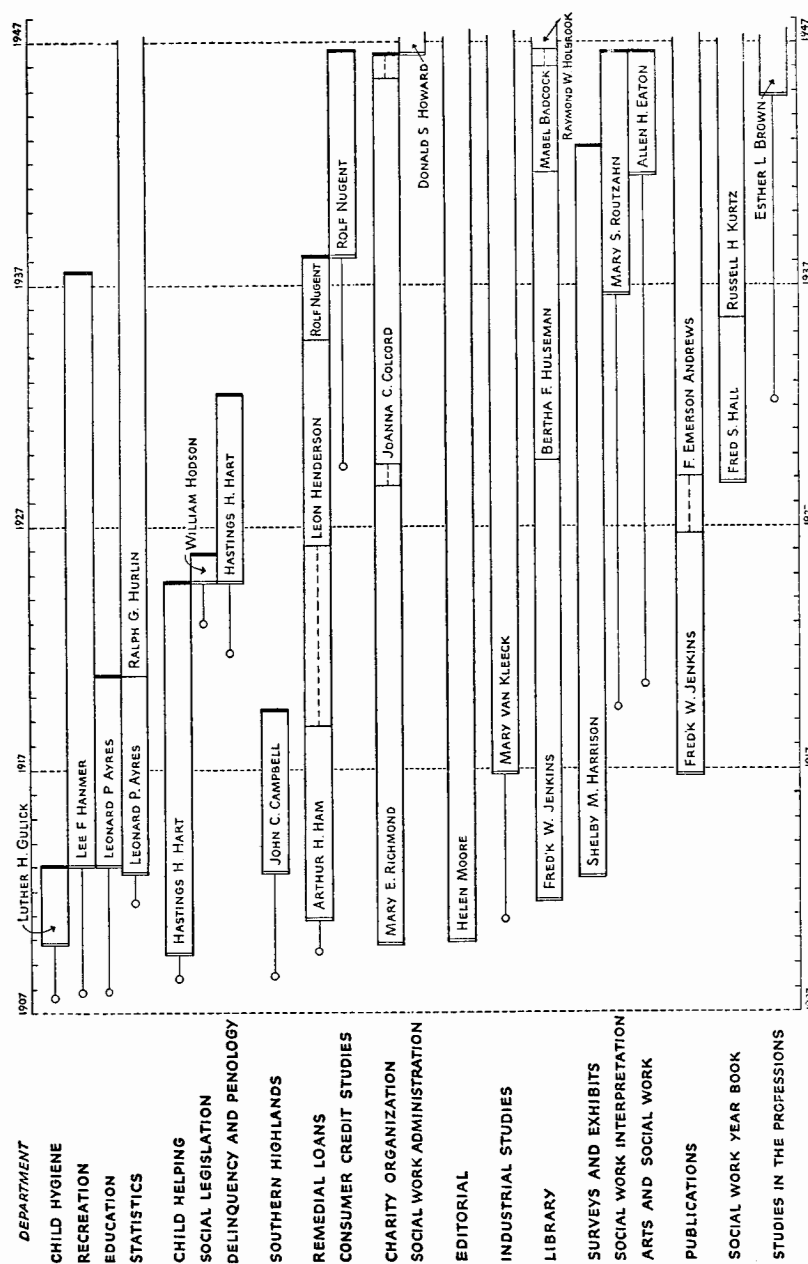 DEPARTMENT
1907
1917
1927
1937
1947
CHILD HYGIENE
LUTHER H. GULICK
RECREATION
LEE F HANMER
EDUCATION
LEONARD P AYRES
STATISTICS
LEONARD P. AYRES
RALPH G. HURLIN
CHILD HELPING
HASTINGS H. HART
SOCIAL LEGISLATION
WILLIAM HODSON
DELINQUENCY AND PENOLOGY
HASTINGS H. HART
SOUTHERN HIGHLANDS
JOHN C. CAMPBELL
REMEDIAL LOANS
ARTHUR H. HAM
LEON HENDERSON
ROLF NUGENT
CONSUMER CREDIT STUDIES
ROLF NUGENT
CHARITY ORGANIZATION
MARY E. RICHMOND
JOANNA C. COLCORD
SOCIAL WORK ADMINISTRATION
DONALD S HOWARD
EDITORIAL
HELEN MOORE
INDUSTRIAL STUDIES
MARY VAN KLEECK
LIBRARY
FRED'K W. JENKINS
BERTHA F. HULSEMAN
MABEL BADCOCK
RAYMOND W. HOLBROOK
SURVEYS AND EXHIBITS
SHELBY M. HARRISON
SOCIAL WORK INTERPRETATION
MARY S. ROUTZAHN
ARTS AND SOCIAL WORK
ALLEN H. EATON
PUBLICATIONS
FRED'K W. JENKINS
F. EMERSON ANDREWS
SOCIAL WORK YEAR BOOK
FRED S. HALL
RUSSELL H KURTZ
STUDIES IN THE PROFESSIONS
ESTHER L. BROWN
1917
1937
1947